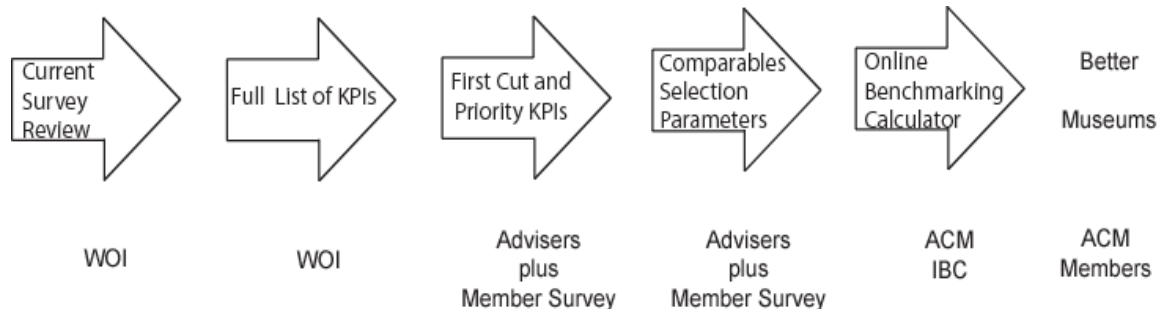 Current
Survey
Review
Full List of KPIs
First Cut and
Priority KPIs
Comparables
Selection
Parameters
Online
Benchmarking
Calculator
Better
Museums
WOI
WOI
Advisers
plus
Member Survey
Advisers
plus
Member Survey
ACM
IBC
ACM
Members